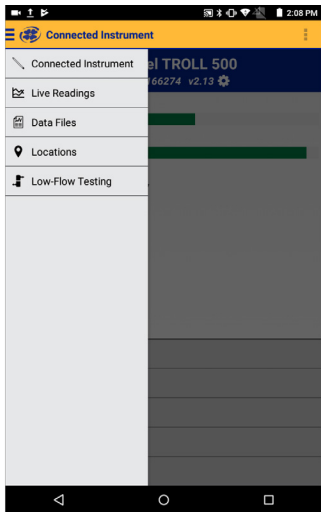 2:08 PM
Connected Instrument
Connected Instrument
el TROLL 500
166274 v2.13
Live Readings
Data Files
Locations
Low-Flow Testing